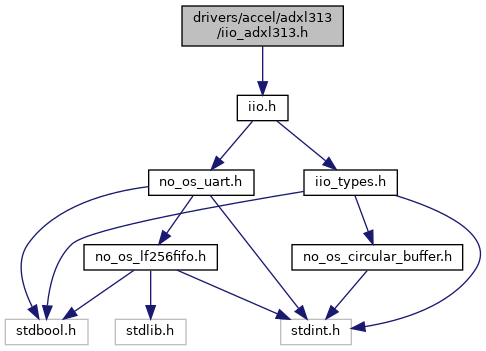 drivers/accel/adxl313
/iio_adxl313.h
iio.h
no_os_uart.h
iio_types.h
no_os_lf256fifo.h
no_os_circular_buffer.h
stdbool.h
stdlib.h
stdint.h